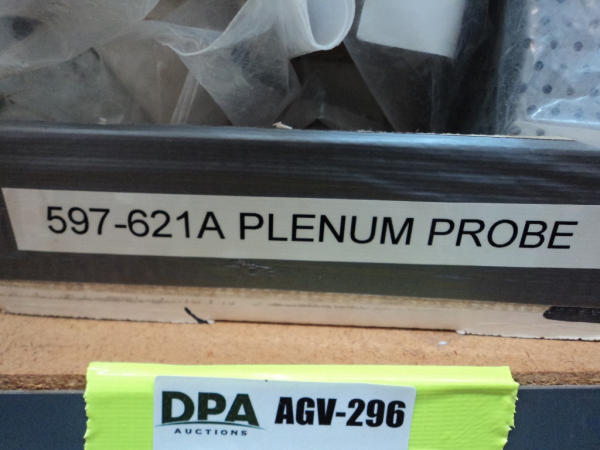 597-621A PLENUM PROBE
DPA AGV-296
AUCTIONS